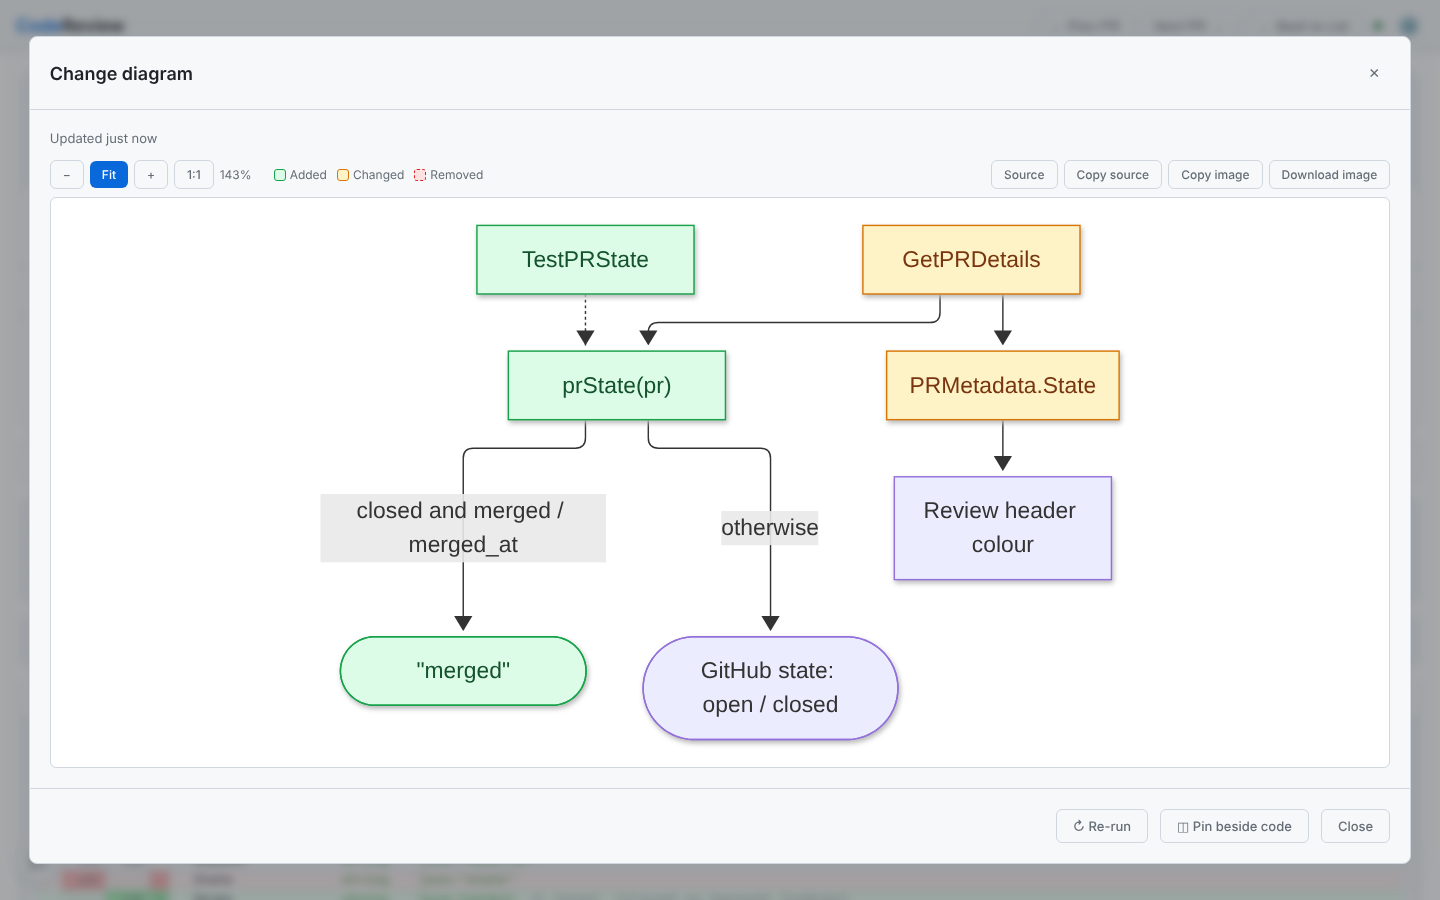 CodeReview
Change diagram
×
Updated just now
− Fit + 1:1 143% Added Changed Removed Source Copy source Copy image Download image
TestPRState GetPRDetails
prState(pr) PRMetadata.State
closed and merged /
merged_at
otherwise
Review header
colour
"merged"
GitHub state:
open / closed
↻ Re-run Pin beside code Close